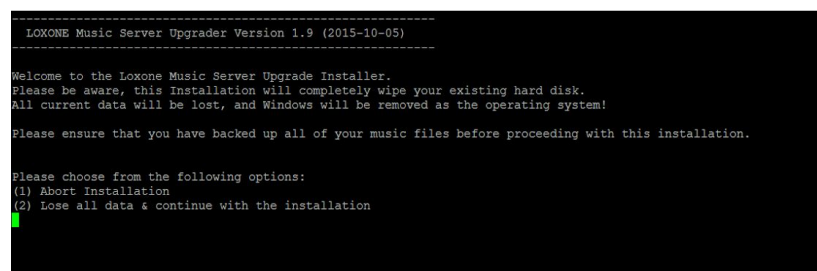 -----------------------------------------------------------
LOXONE Music Server Upgrader Version 1.9 (2015-10-05)
-----------------------------------------------------------
Welcome to the Loxone Music Server Upgrade Installer.
Please be aware, this Installation will completely wipe your existing hard disk.
All current data will be lost, and Windows will be removed as the operating system!
Please ensure that you have backed up all of your music files before proceeding with this installation.
Please choose from the following options:
(1) Abort Installation
(2) Lose all data & continue with the installation